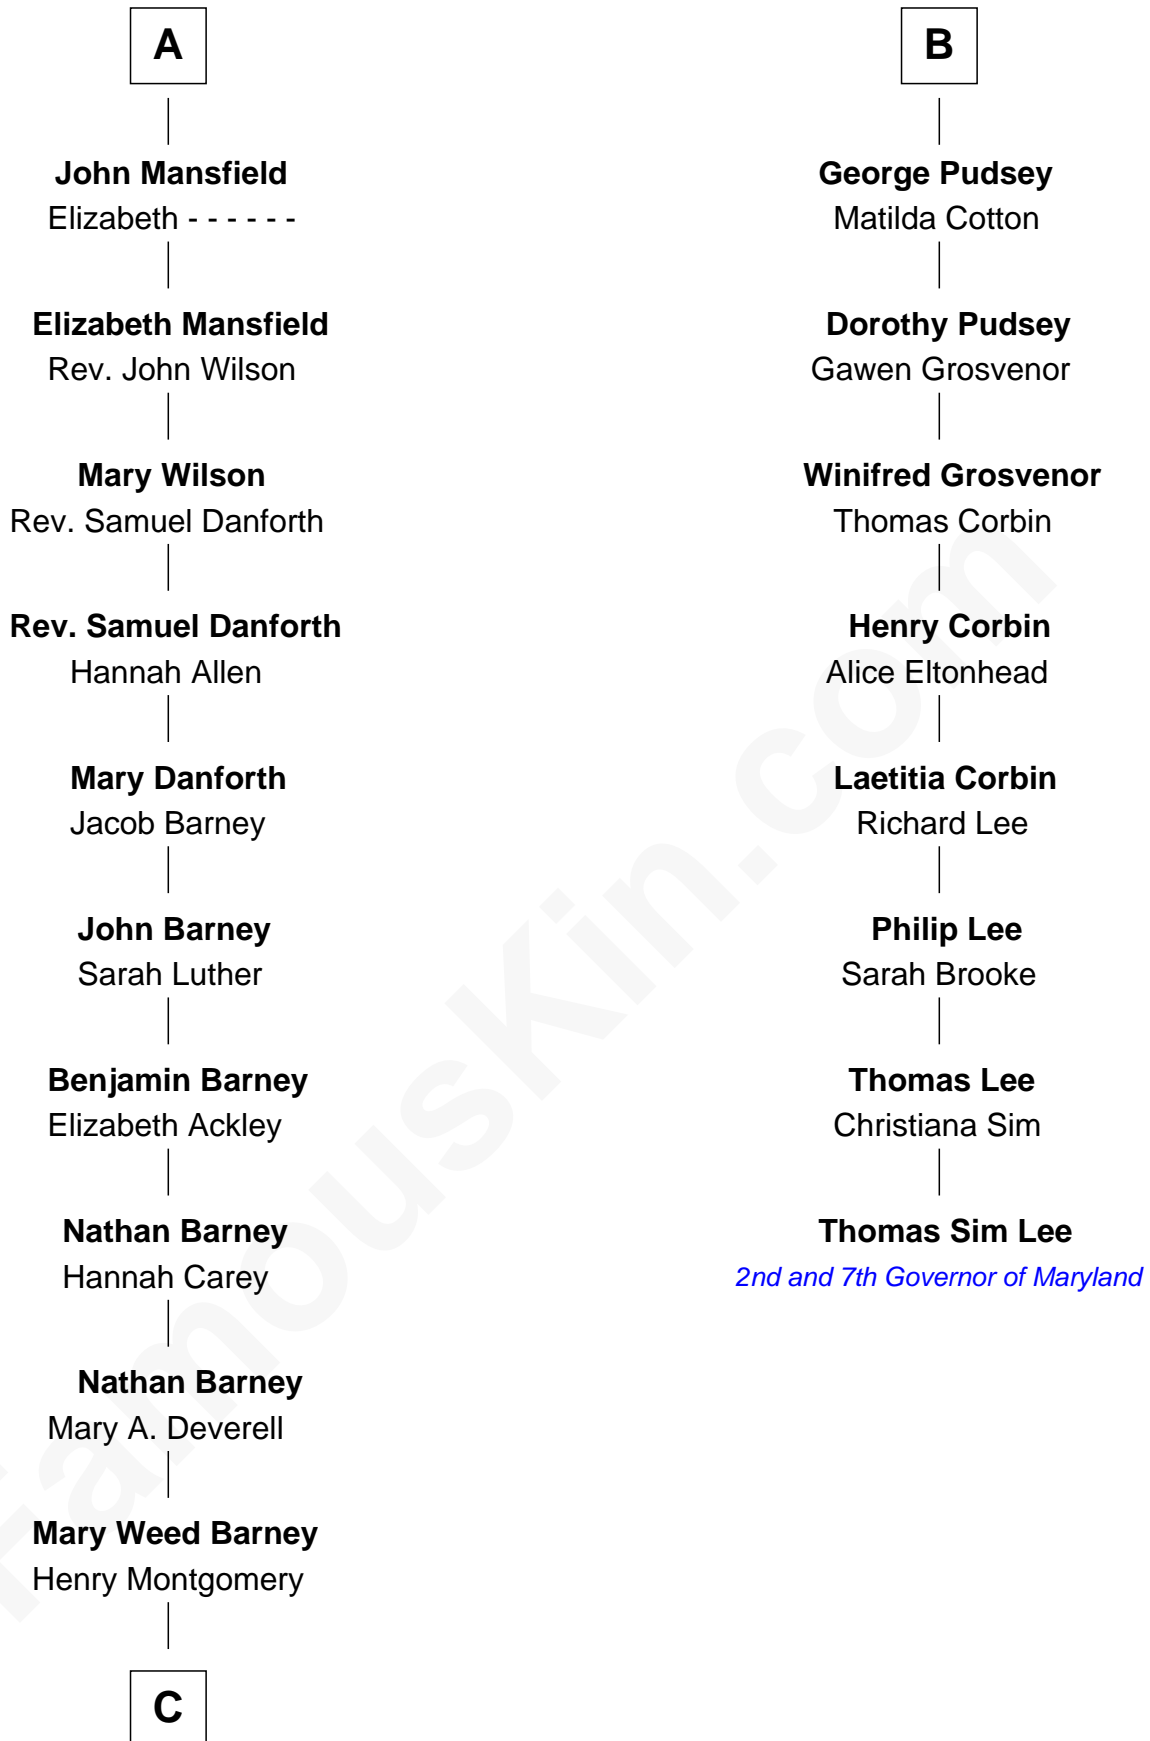 A
John Mansfield
Elizabeth - - - - - -
Elizabeth Mansfield
Rev. John Wilson
Mary Wilson
Rev. Samuel Danforth
Rev. Samuel Danforth
Hannah Allen
Mary Danforth
Jacob Barney
John Barney
Sarah Luther
Benjamin Barney
Elizabeth Ackley
Nathan Barney
Hannah Carey
Nathan Barney
Mary A. Deverell
Mary Weed Barney
Henry Montgomery
C
B
George Pudsey
Matilda Cotton
Dorothy Pudsey
Gawen Grosvenor
Winifred Grosvenor
Thomas Corbin
Henry Corbin
Alice Eltonhead
Laetitia Corbin
Richard Lee
Philip Lee
Sarah Brooke
Thomas Lee
Christiana Sim
Thomas Sim Lee
2nd and 7th Governor of Maryland
FamousKin.com